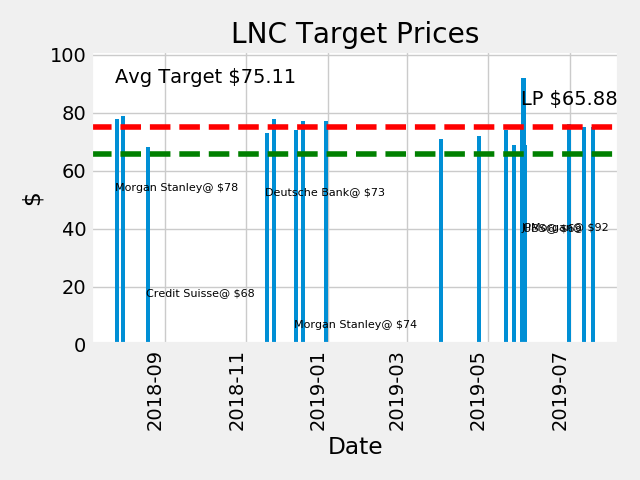 LNC Target Prices
100
80
60
40
20
0
$
Avg Target $75.11
LP $65.88
Morgan Stanley@ $78
Deutsche Bank@ $73
$92
Credit Suisse@ $68
Morgan Stanley@ $74
2018-09
2018-11
2019-01
2019-03
2019-05
2019-07
Date